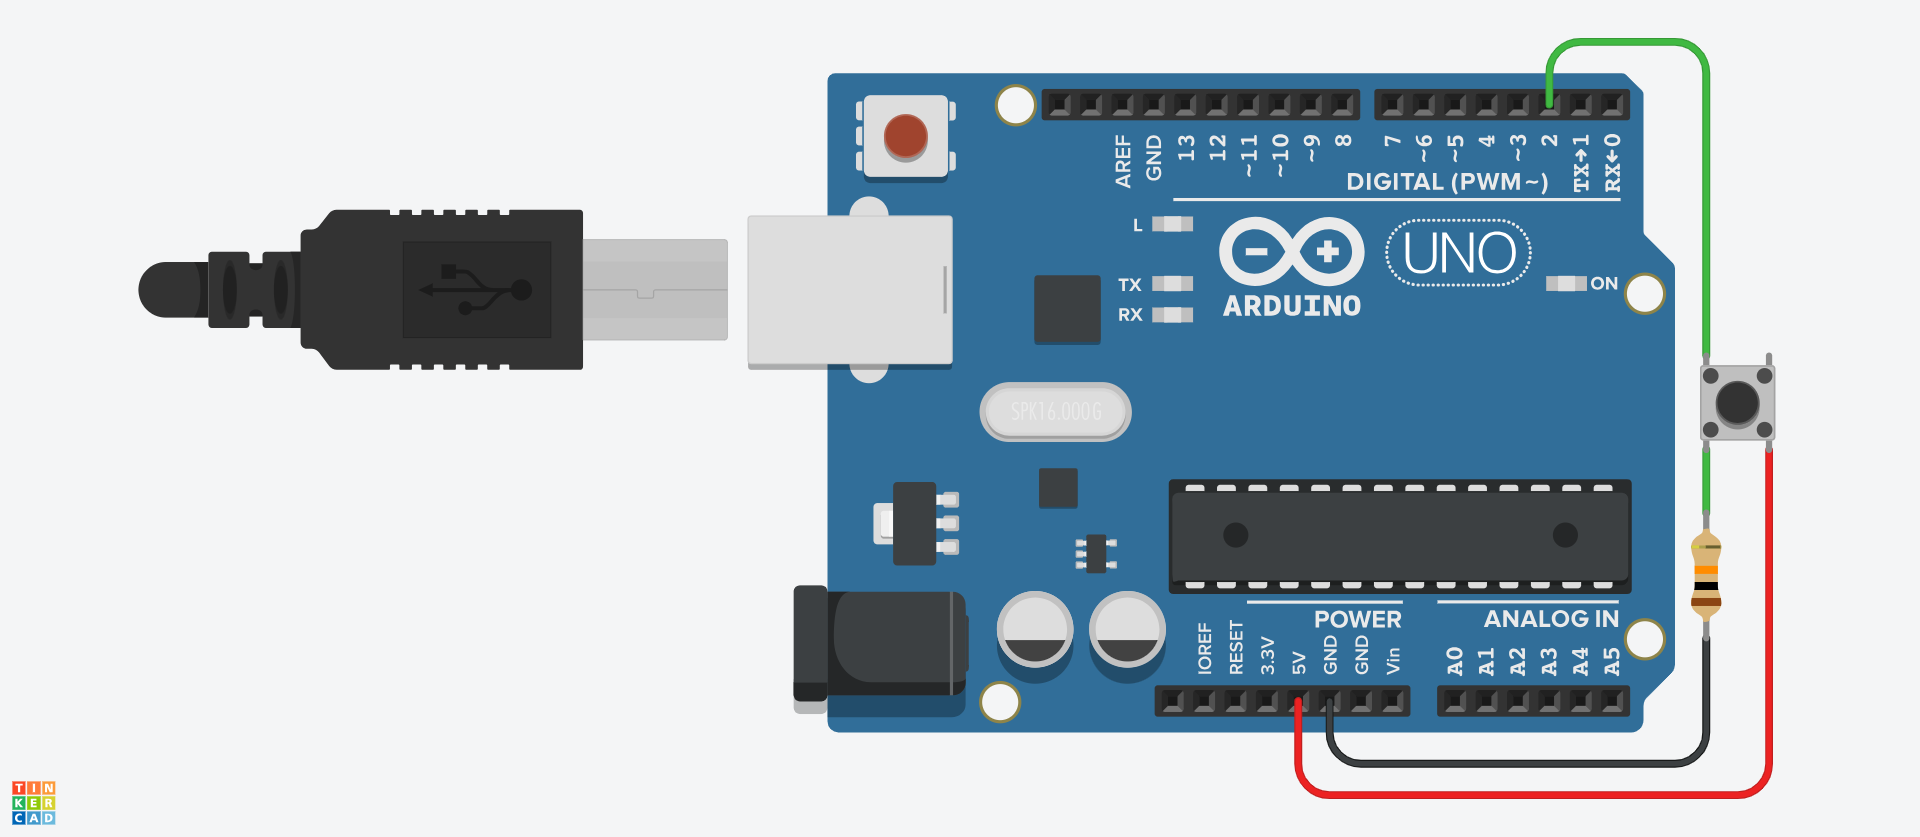 AREF
GND
13
12
~11
~10
~9
8
7
~6
~5
4
~3
2
TX→1
RX←0
DIGITAL (PWM~)
L
TX
RX
ARDUINO
UNO
ON
SPK16.000G
POWER
ANALOG IN
IOREF
RESET
3.3V
5V
GND
GND
Vin
A0
A1
A2
A3
A4
A5
TIN
KER
CAD